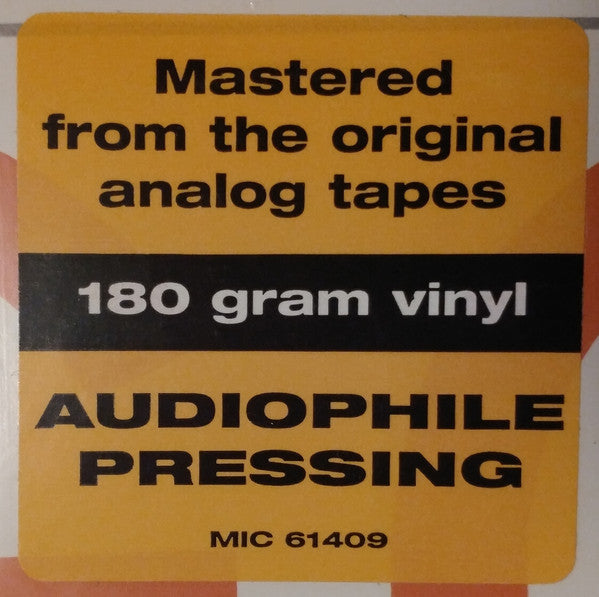 Mastered
from the original
analog tapes
180 gram vinyl
AUDIOPHILE
PRESSING
MIC 61409